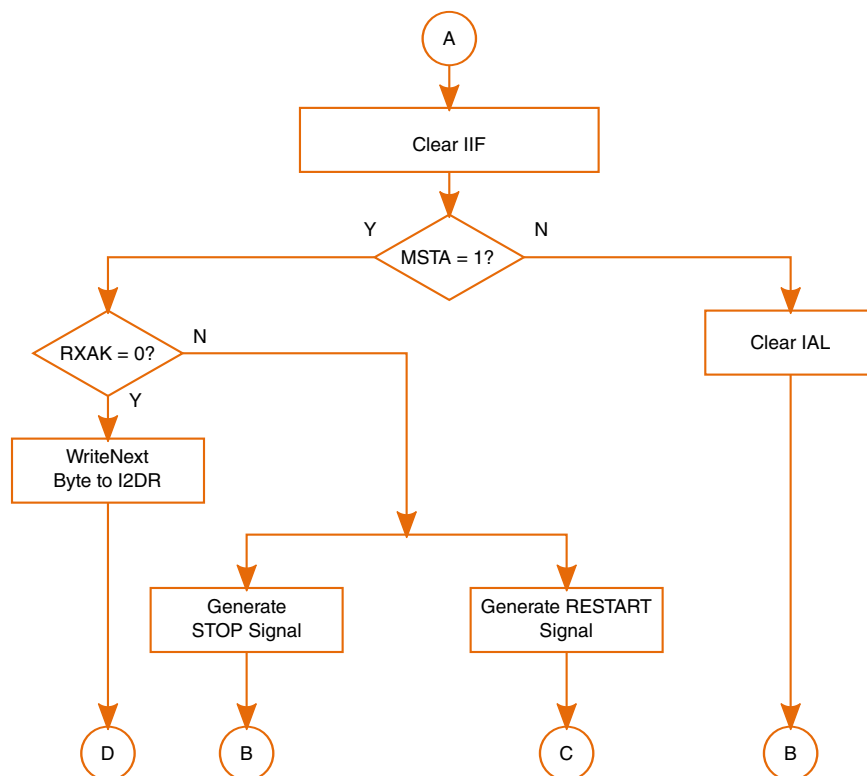 A
Clear IIF
Y
N
MSTA = 1?
Clear IAL
RXAK = 0?
N
Y
WriteNext
Byte to I2DR
Generate
STOP Signal
Generate RESTART
Signal
D
B
C
B